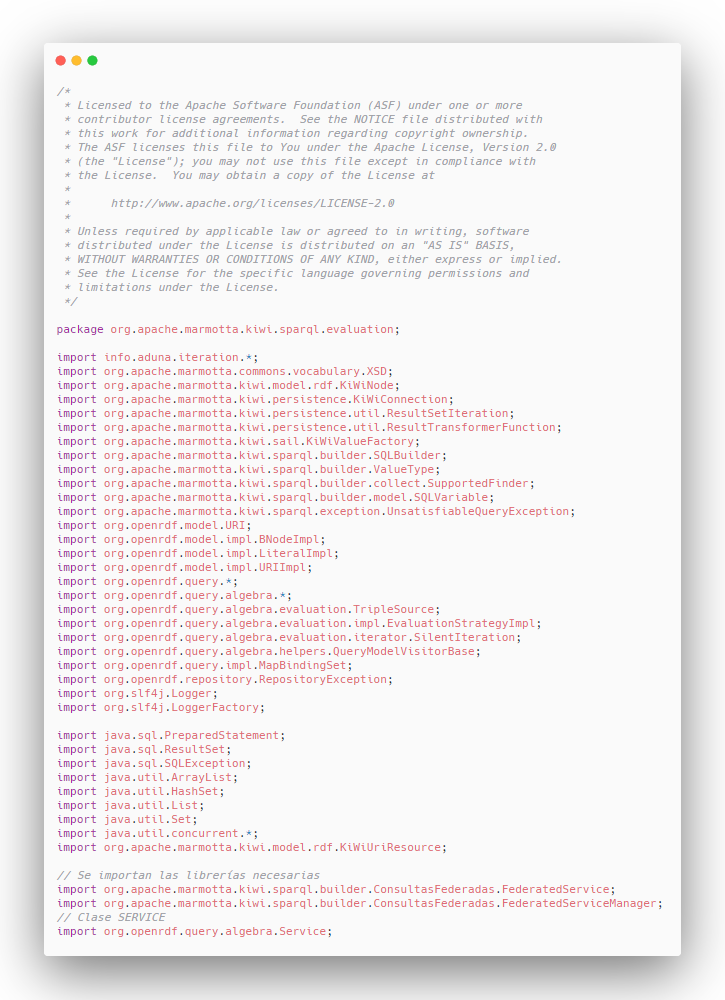 /*
 * Licensed to the Apache Software Foundation (ASF) under one or more
 * contributor license agreements.  See the NOTICE file distributed with
 * this work for additional information regarding copyright ownership.
 * The ASF licenses this file to You under the Apache License, Version 2.0
 * (the "License"); you may not use this file except in compliance with
 * the License.  You may obtain a copy of the License at
 *
 *      http://www.apache.org/licenses/LICENSE-2.0
 *
 * Unless required by applicable law or agreed to in writing, software
 * distributed under the License is distributed on an "AS IS" BASIS,
 * WITHOUT WARRANTIES OR CONDITIONS OF ANY KIND, either express or implied.
 * See the License for the specific language governing permissions and
 * limitations under the License.
 */

package org.apache.marmotta.kiwi.sparql.evaluation;

import info.aduna.iteration.*;
import org.apache.marmotta.commons.vocabulary.XSD;
import org.apache.marmotta.kiwi.model.rdf.KiWiNode;
import org.apache.marmotta.kiwi.persistence.KiWiConnection;
import org.apache.marmotta.kiwi.persistence.util.ResultSetIteration;
import org.apache.marmotta.kiwi.persistence.util.ResultTransformerFunction;
import org.apache.marmotta.kiwi.sail.KiWiValueFactory;
import org.apache.marmotta.kiwi.sparql.builder.SQLBuilder;
import org.apache.marmotta.kiwi.sparql.builder.ValueType;
import org.apache.marmotta.kiwi.sparql.builder.collect.SupportedFinder;
import org.apache.marmotta.kiwi.sparql.builder.model.SQLVariable;
import org.apache.marmotta.kiwi.sparql.exception.UnsatisfiableQueryException;
import org.openrdf.model.URI;
import org.openrdf.model.impl.BNodeImpl;
import org.openrdf.model.impl.LiteralImpl;
import org.openrdf.model.impl.URIImpl;
import org.openrdf.query.*;
import org.openrdf.query.algebra.*;
import org.openrdf.query.algebra.evaluation.TripleSource;
import org.openrdf.query.algebra.evaluation.impl.EvaluationStrategyImpl;
import org.openrdf.query.algebra.evaluation.iterator.SilentIteration;
import org.openrdf.query.algebra.helpers.QueryModelVisitorBase;
import org.openrdf.query.impl.MapBindingSet;
import org.openrdf.repository.RepositoryException;
import org.slf4j.Logger;
import org.slf4j.LoggerFactory;

import java.sql.PreparedStatement;
import java.sql.ResultSet;
import java.sql.SQLException;
import java.util.ArrayList;
import java.util.HashSet;
import java.util.List;
import java.util.Set;
import java.util.concurrent.*;
import org.apache.marmotta.kiwi.model.rdf.KiWiUriResource;

// Se importan las librerías necesarias
import org.apache.marmotta.kiwi.sparql.builder.ConsultasFederadas.FederatedService;
import org.apache.marmotta.kiwi.sparql.builder.ConsultasFederadas.FederatedServiceManager;
// Clase SERVICE
import org.openrdf.query.algebra.Service;